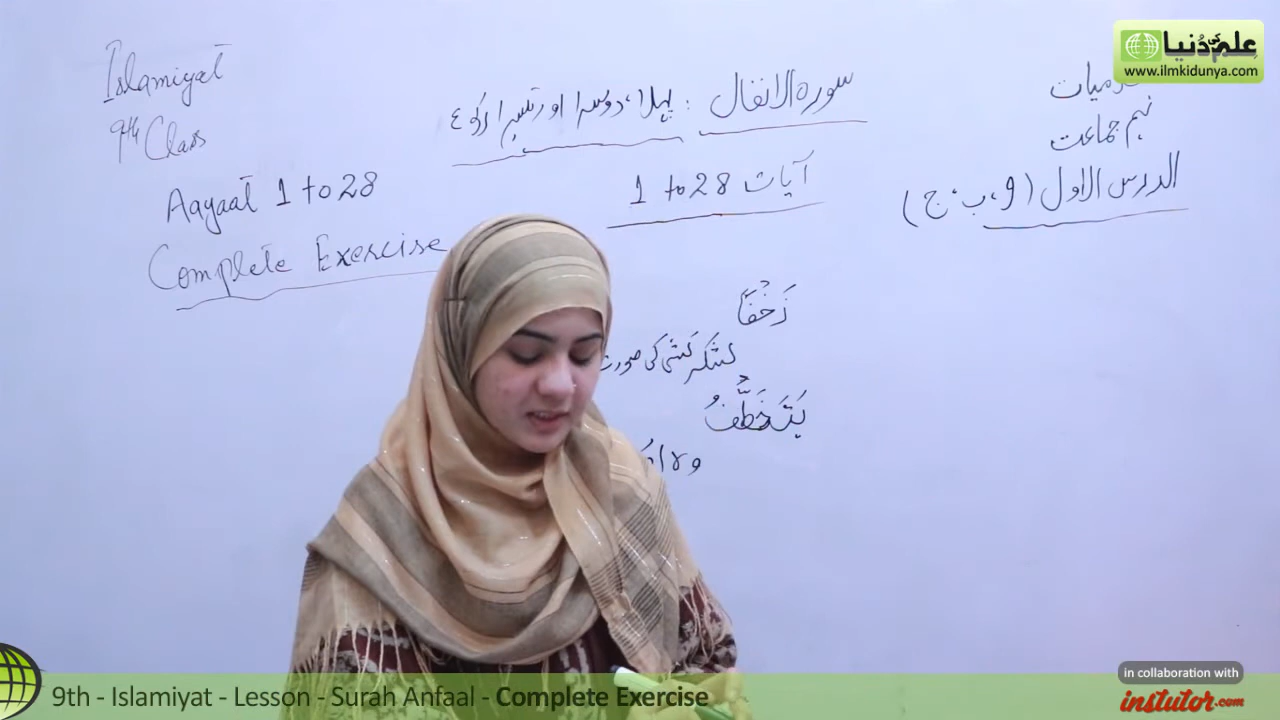 Islamiyat
9th Class
Aayaat 1 to 28
Complete Exercise
سورہ الانفال : پہلا، دوسرا اور تیسرا رکوع
آیات 1 to 28
نہم جماعت
الدرس الاول (و، ب، ج)
زَحْفًا
لشکر کشی کی صورت
یَتَخَطَّفُ
علم کی دنیا
www.ilmkidunya.com
9th - Islamiyat - Lesson - Surah Anfaal - Complete Exercise
in collaboration with
instutor.com